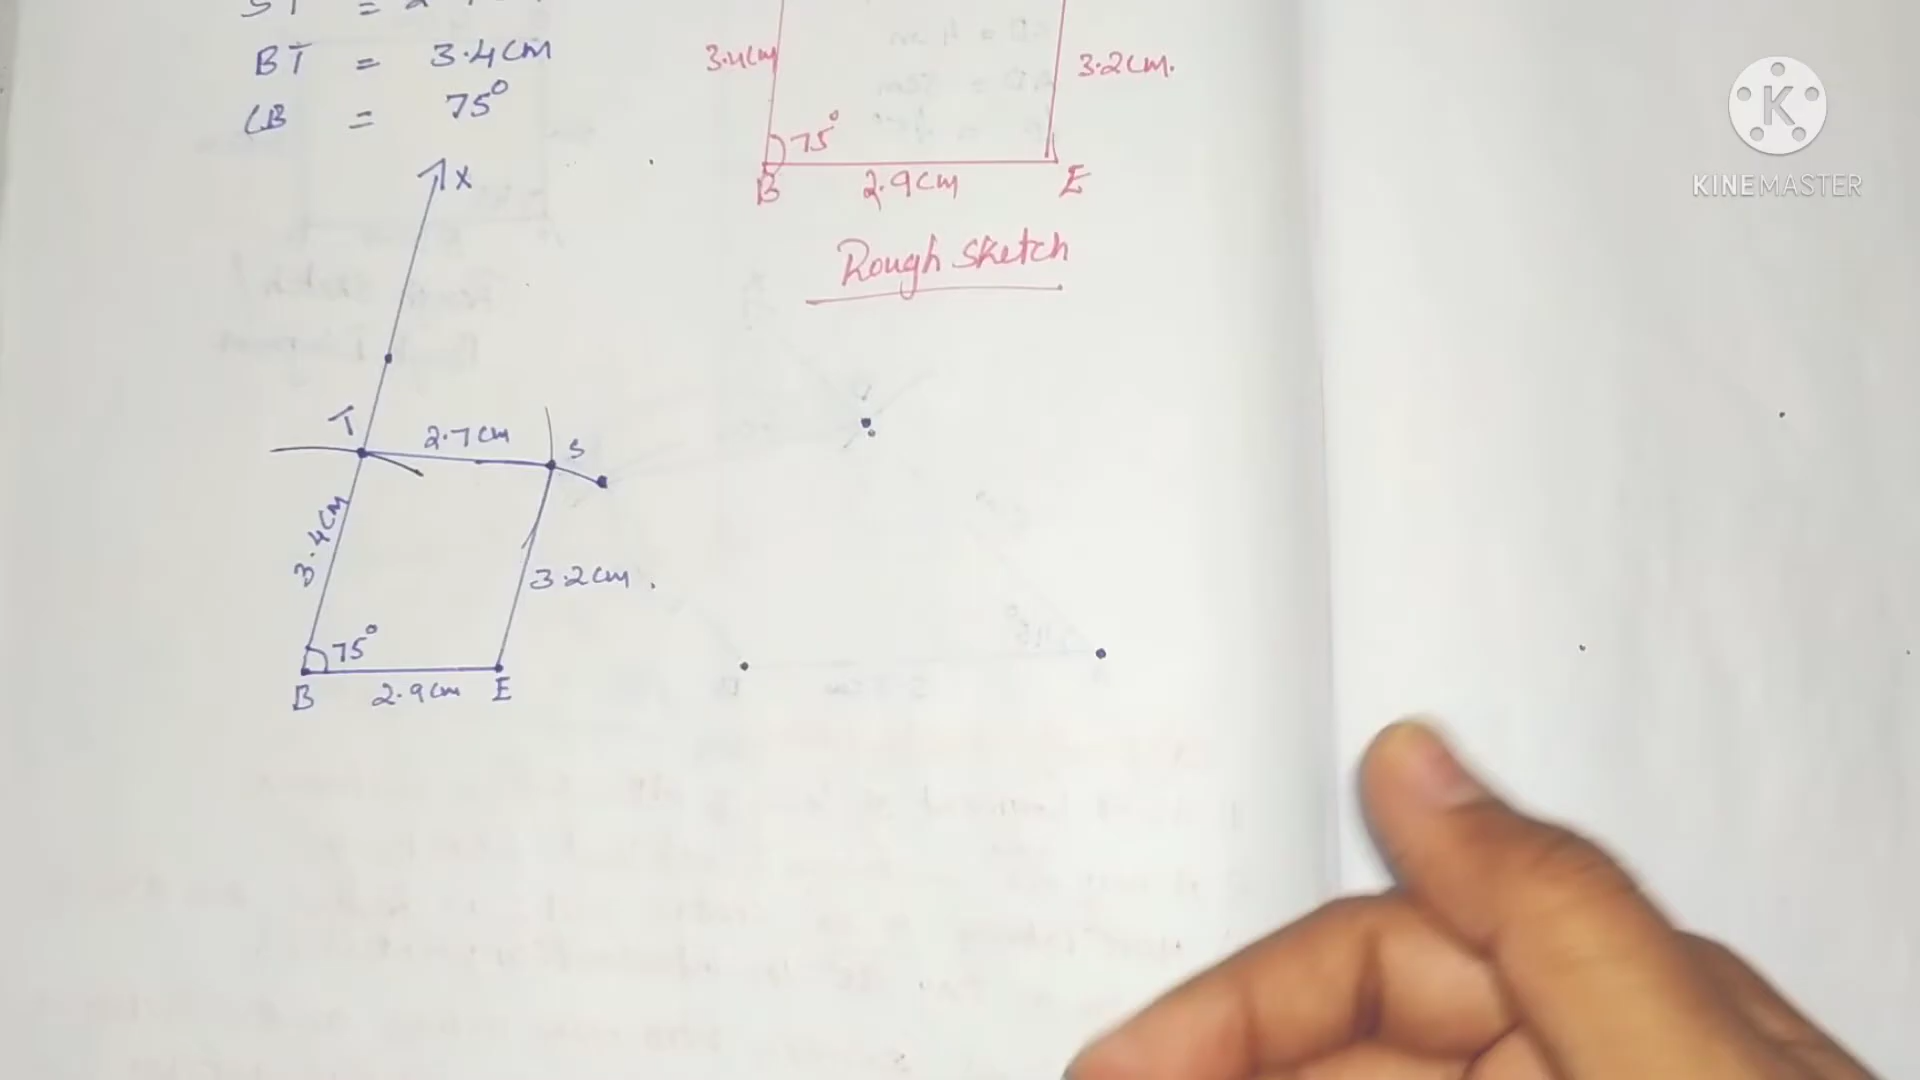 BT = 3.4cm
∠B = 75°
3.4cm
3.2cm.
75°
B 2.9cm E
Rough Sketch
X
T 2.7cm S
3.4cm
3.2cm.
75°
B 2.9cm E
K
KINEMASTER